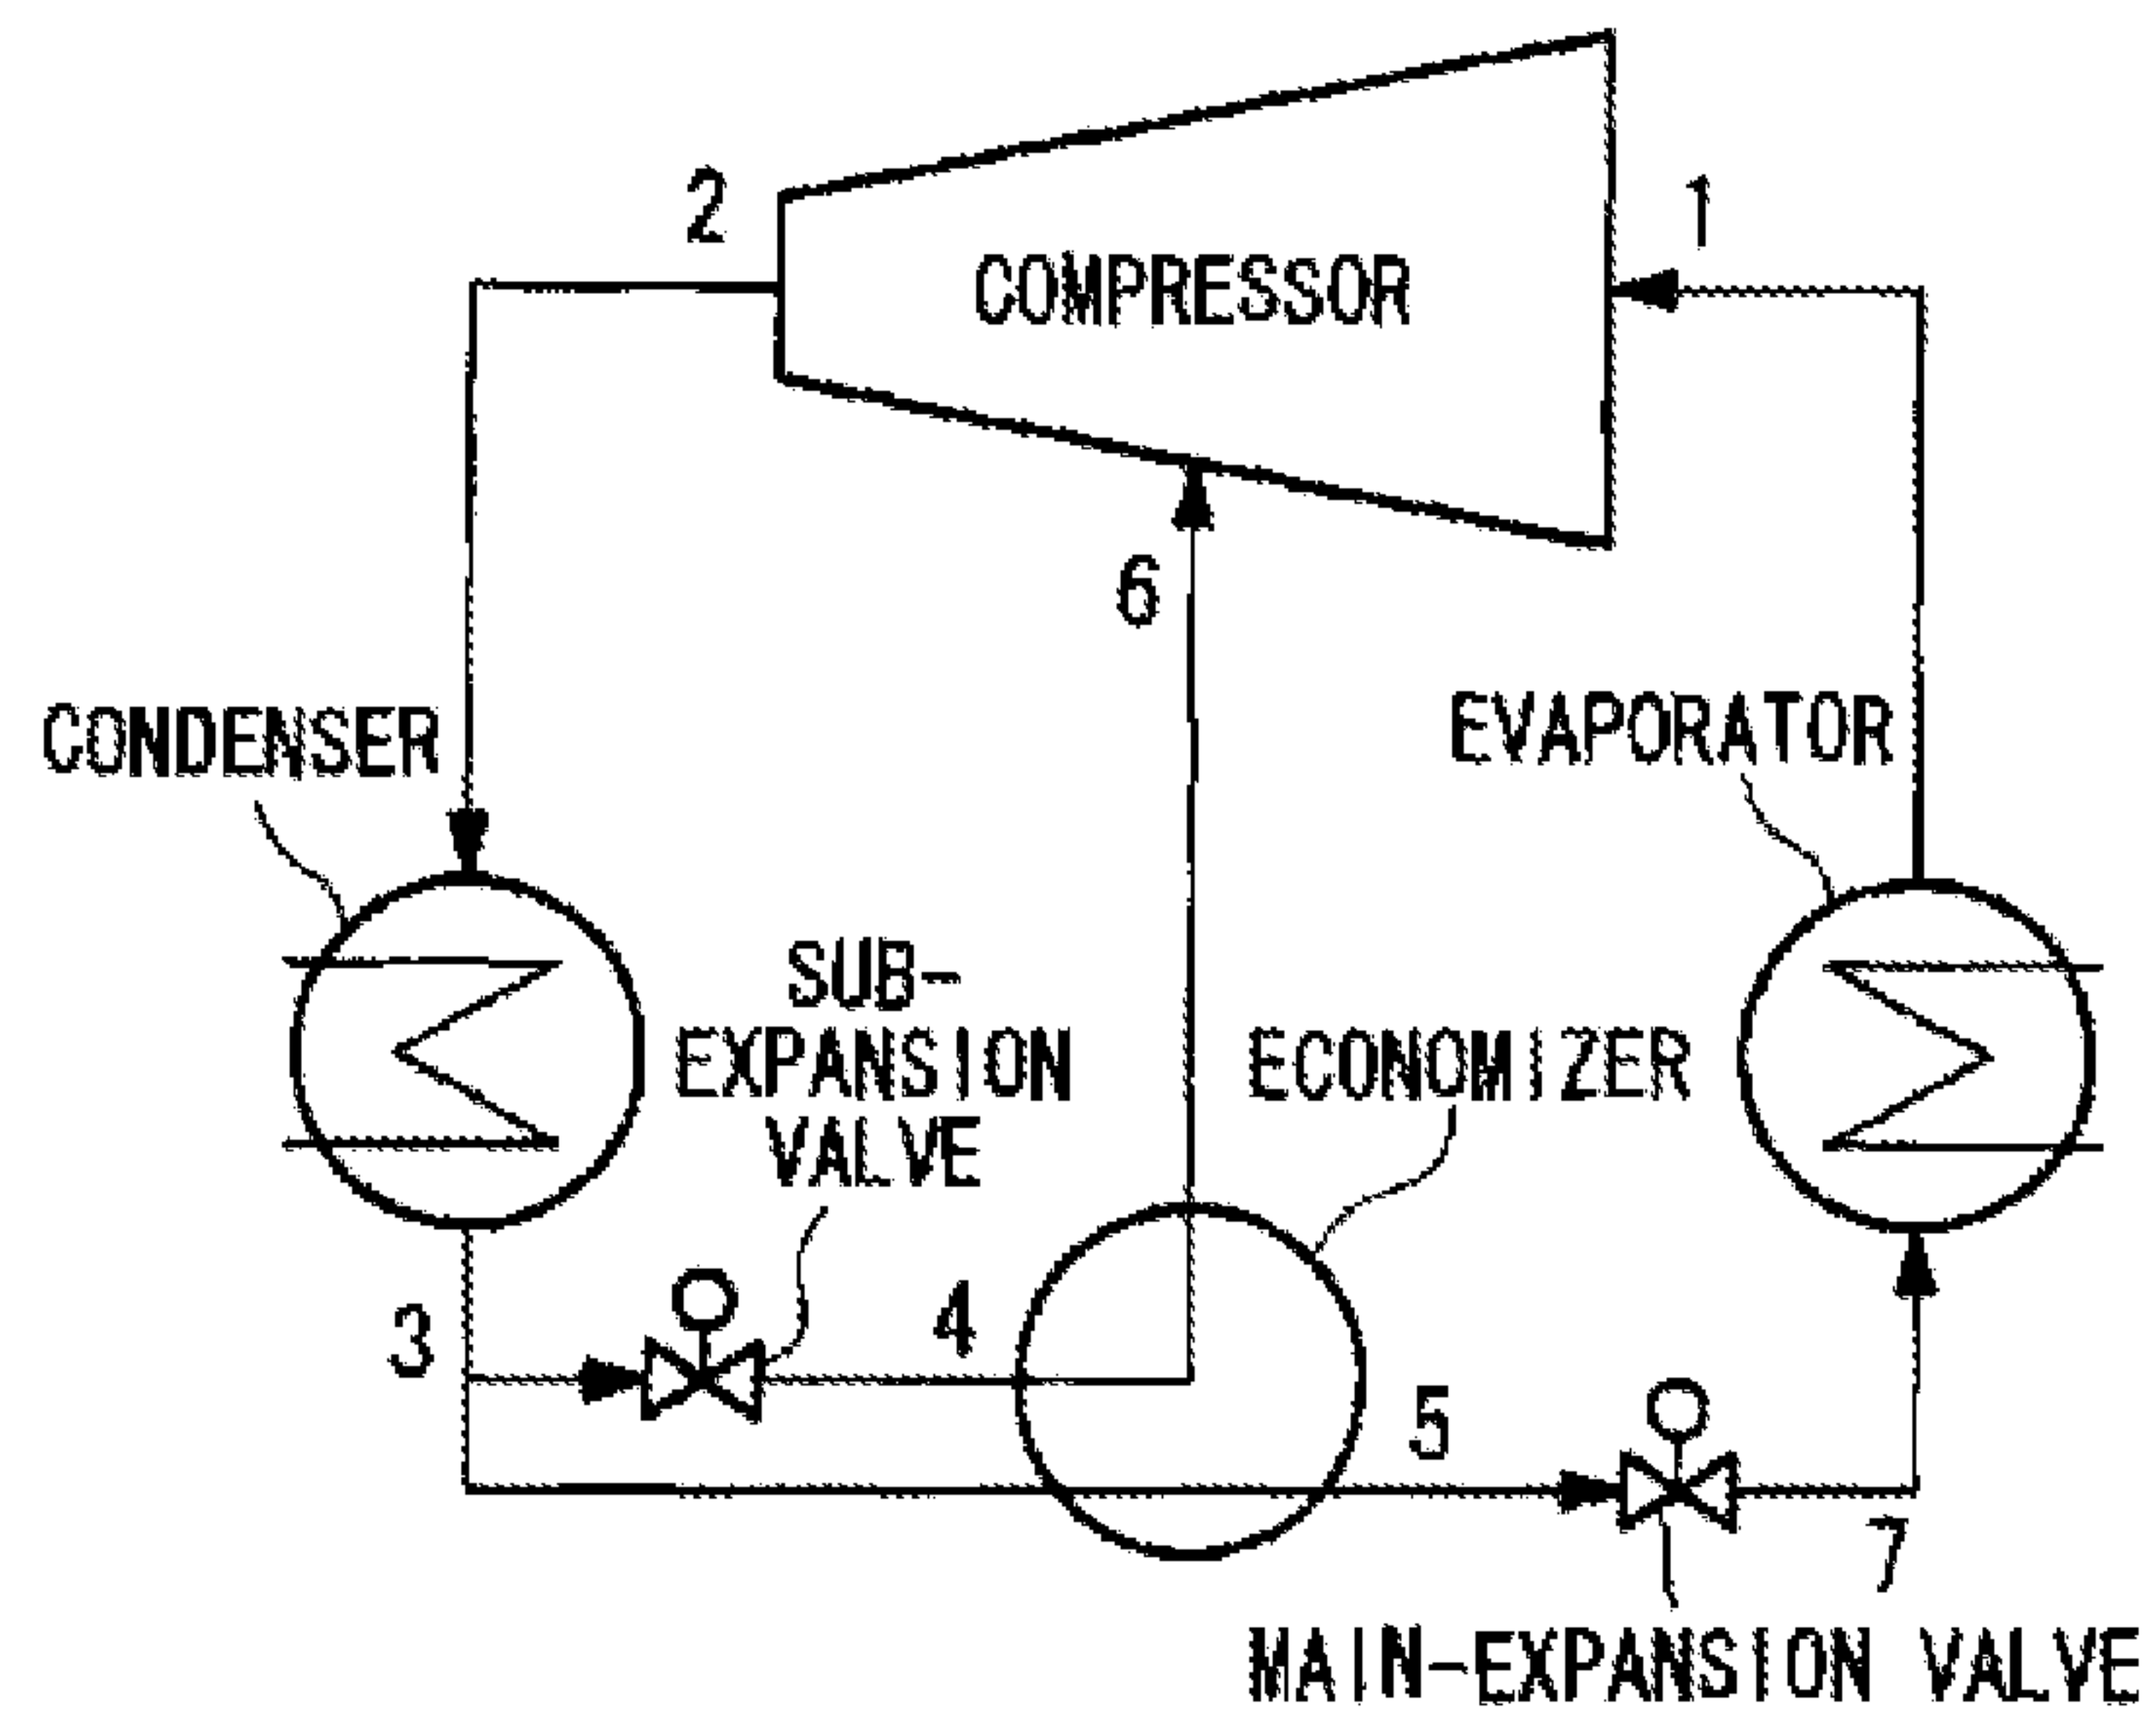 2
1
COMPRESSOR
6
CONDENSER
EVAPORATOR
SUB-
EXPANSION
VALVE
ECONOMIZER
3
4
5
7
MAIN-EXPANSION VALVE